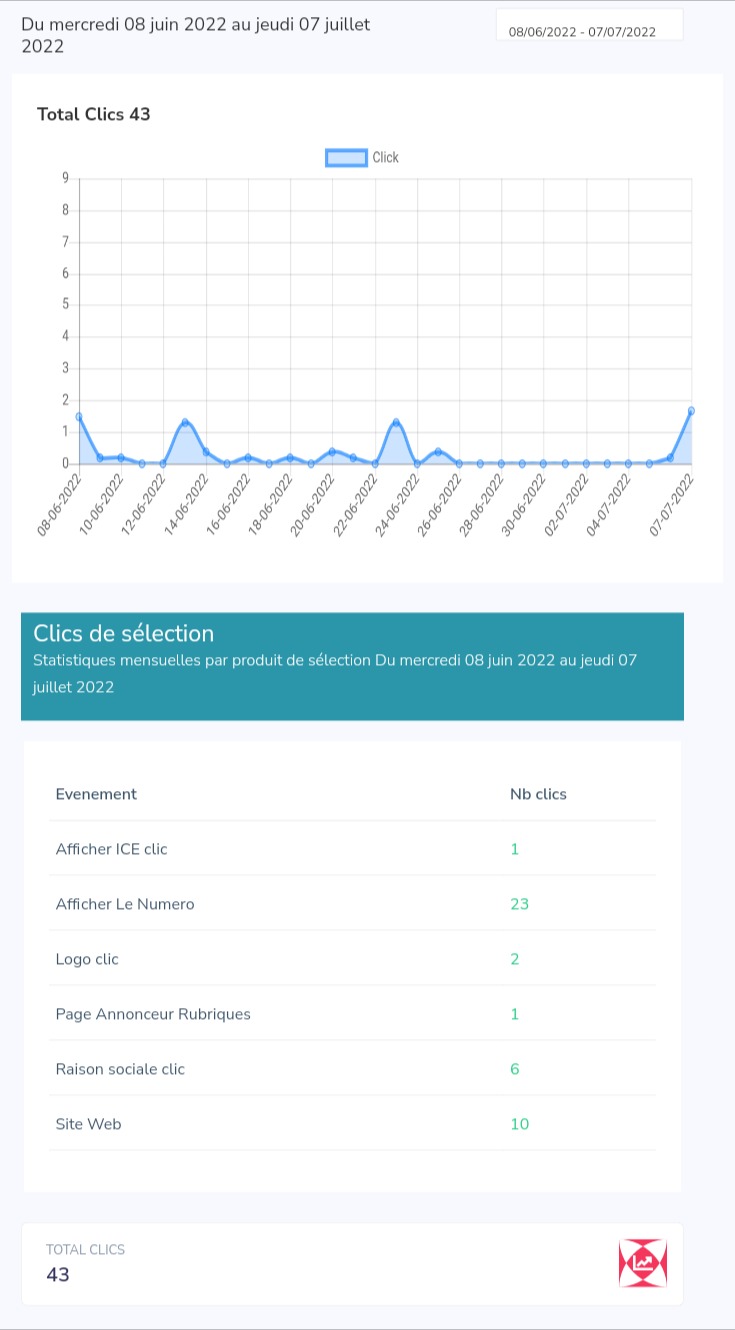 Du mercredi 08 juin 2022 au jeudi 07 juillet
2022
08/06/2022 - 07/07/2022
Total Clics 43
Click
9
8
7
6
5
4
3
2
1
0
08-06-2022
10-06-2022
12-06-2022
14-06-2022
16-06-2022
18-06-2022
20-06-2022
22-06-2022
24-06-2022
26-06-2022
28-06-2022
30-06-2022
02-07-2022
04-07-2022
07-07-2022
Clics de sélection
Statistiques mensuelles par produit de sélection Du mercredi 08 juin 2022 au jeudi 07
juillet 2022
Evenement Nb clics
Afficher ICE clic 1
Afficher Le Numero 23
Logo clic 2
Page Annonceur Rubriques 1
Raison sociale clic 6
Site Web 10
TOTAL CLICS
43